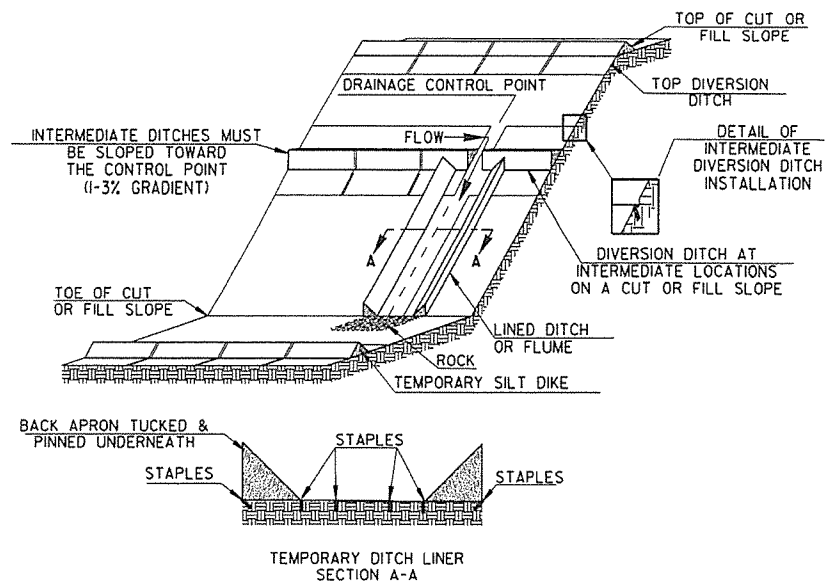 TOP OF CUT OR
FILL SLOPE
DRAINAGE CONTROL POINT
TOP DIVERSION
DITCH
INTERMEDIATE DITCHES MUST
BE SLOPED TOWARD
THE CONTROL POINT
(1-3% GRADIENT)
FLOW
DETAIL OF
INTERMEDIATE
DIVERSION DITCH
INSTALLATION
A
A
DIVERSION DITCH AT
INTERMEDIATE LOCATIONS
ON A CUT OR FILL SLOPE
TOE OF CUT
OR FILL SLOPE
LINED DITCH
OR FLUME
ROCK
TEMPORARY SILT DIKE
BACK APRON TUCKED &
PINNED UNDERNEATH
STAPLES
STAPLES
STAPLES
TEMPORARY DITCH LINER
SECTION A-A